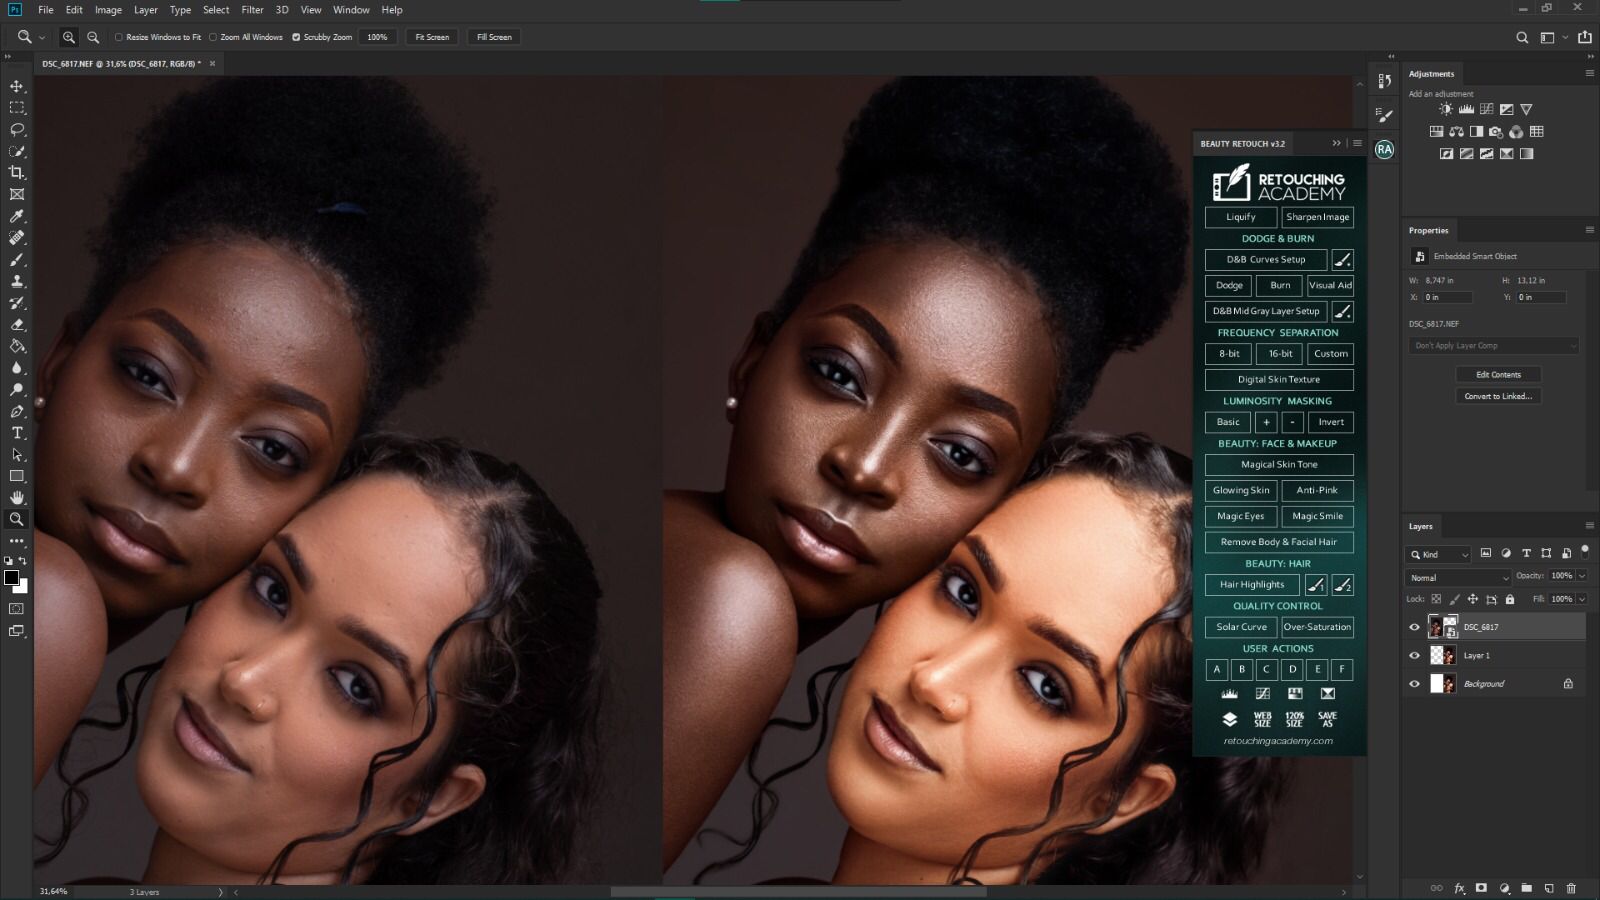 Ps File Edit Image Layer Type Select Filter 3D View Window Help
Resize Windows to Fit Zoom All Windows Scrubby Zoom 100% Fit Screen Fill Screen
DSC_6817.NEF @ 31,6% (DSC_6817, RGB/8) * ×
BEAUTY RETOUCH v3.2
RETOUCHING
ACADEMY
Liquify Sharpen Image
DODGE & BURN
D&B Curves Setup
Dodge Burn Visual Aid
D&B Mid Gray Layer Setup
FREQUENCY SEPARATION
8-bit 16-bit Custom
Digital Skin Texture
LUMINOSITY MASKING
Basic + - Invert
BEAUTY: FACE & MAKEUP
Magical Skin Tone
Glowing Skin Anti-Pink
Magic Eyes Magic Smile
Remove Body & Facial Hair
BEAUTY: HAIR
Hair Highlights 1 2
QUALITY CONTROL
Solar Curve Over-Saturation
USER ACTIONS
A B C D E F
WEB SIZE 120% SIZE SAVE AS
retouchingacademy.com
RA
Adjustments
Add an adjustment
Properties
Embedded Smart Object
W: 8,747 in H: 13,12 in
X: 0 in Y: 0 in
DSC_6817.NEF
Don't Apply Layer Comp
Edit Contents
Convert to Linked...
Layers
Kind
Normal Opacity: 100%
Lock: Fill: 100%
DSC_6817
Layer 1
Background
fx
31,64% 3 Layers